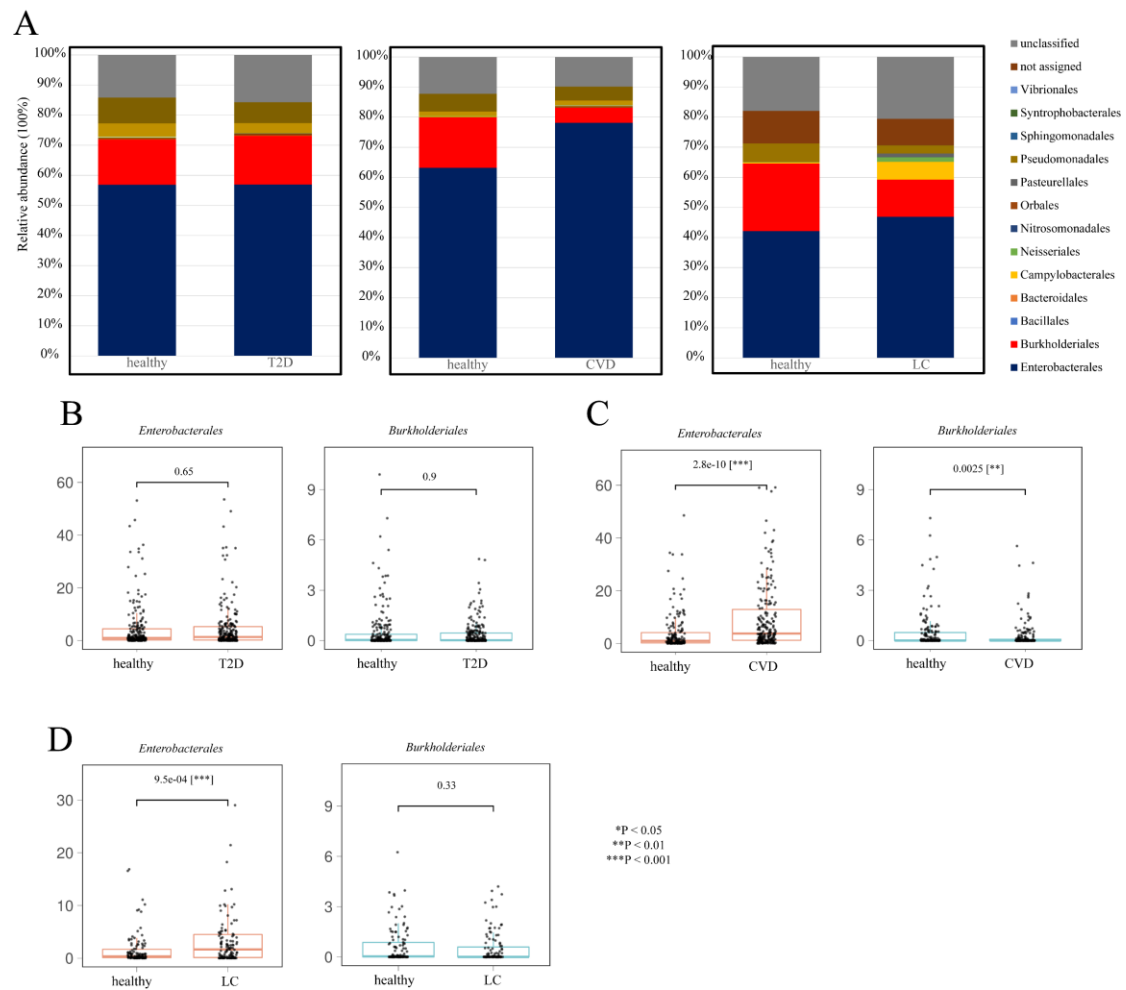 A
Relative abundance (100%)
100%
90%
80%
70%
60%
50%
40%
30%
20%
10%
0%
healthy
T2D
100%
90%
80%
70%
60%
50%
40%
30%
20%
10%
0%
healthy
CVD
100%
90%
80%
70%
60%
50%
40%
30%
20%
10%
0%
healthy
LC
unclassified
not assigned
Vibrionales
Syntrophobacterales
Sphingomonadales
Pseudomonadales
Pasteurellales
Orbales
Nitrosomonadales
Neisseriales
Campylobacterales
Bacteroidales
Bacillales
Burkholderiales
Enterobacterales
B
Enterobacterales
0.65
60
40
20
0
healthy
T2D
Burkholderiales
0.9
9
6
3
0
healthy
T2D
C
Enterobacterales
2.8e-10 [***]
60
40
20
0
healthy
CVD
Burkholderiales
0.0025 [**]
9
6
3
0
healthy
CVD
D
Enterobacterales
9.5e-04 [***]
30
20
10
0
healthy
LC
Burkholderiales
0.33
9
6
3
0
healthy
LC
*P < 0.05
**P < 0.01
***P < 0.001